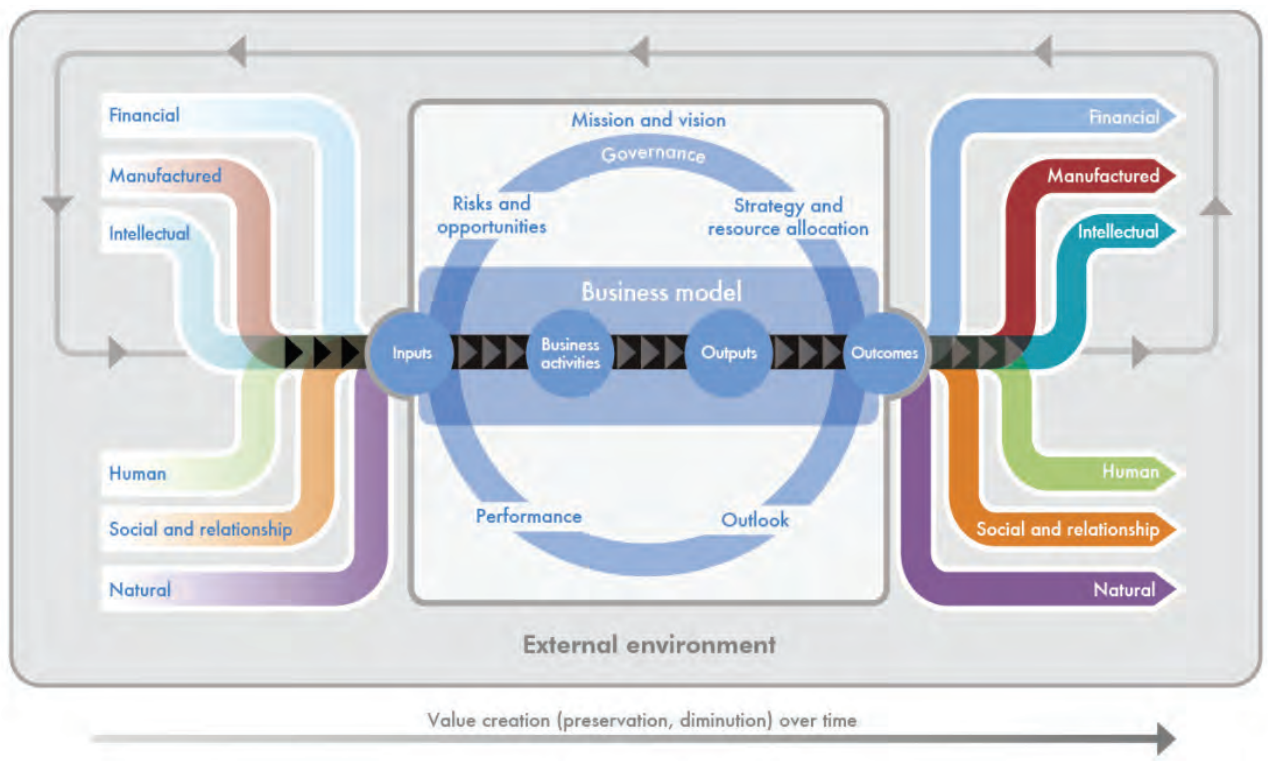 Financial
Manufactured
Intellectual
Human
Social and relationship
Natural
Mission and vision
Governance
Risks and
opportunities
Strategy and
resource allocation
Business model
Inputs
Business
activities
Outputs
Outcomes
Performance
Outlook
Financial
Manufactured
Intellectual
Human
Social and relationship
Natural
External environment
Value creation (preservation, diminution) over time